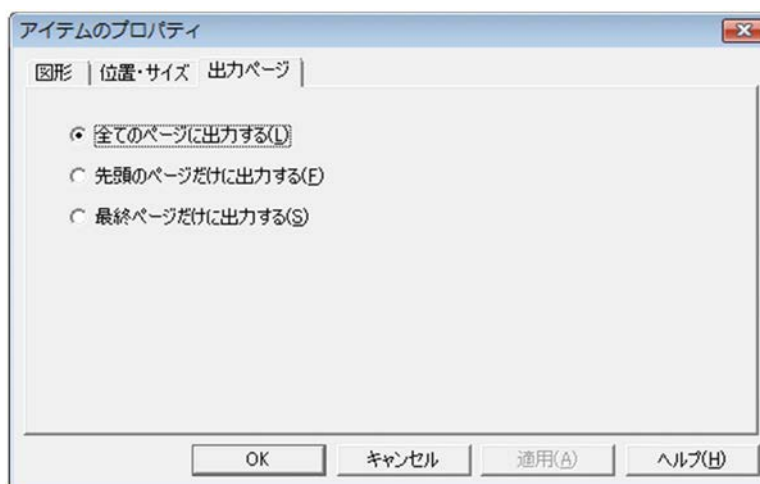 アイテムのプロパティ
図形 位置・サイズ 出力ページ
全てのページに出力する(L)
先頭のページだけに出力する(F)
最終ページだけに出力する(S)
OK キャンセル 適用(A) ヘルプ(H)